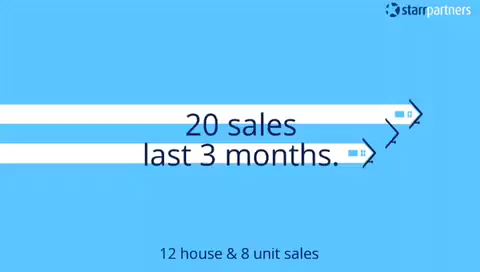 starrpartners
20 sales
last 3 months.
12 house & 8 unit sales